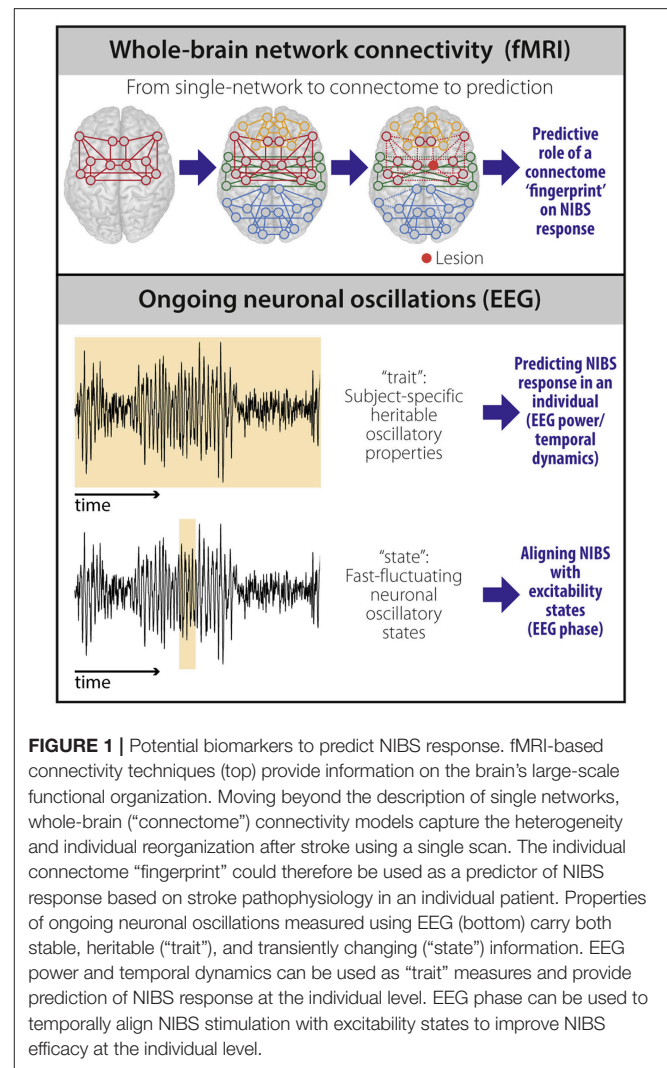 Whole-brain network connectivity (fMRI)
From single-network to connectome to prediction
Predictive
role of a
connectome
‘fingerprint’
on NIBS
response
Lesion
Ongoing neuronal oscillations (EEG)
“trait”:
Subject-specific
heritable
oscillatory
properties
Predicting NIBS
response in an
individual
(EEG power/
temporal
dynamics)
time
“state”:
Fast-fluctuating
neuronal
oscillatory
states
Aligning NIBS
with
excitability
states
(EEG phase)
time
FIGURE 1 | Potential biomarkers to predict NIBS response. fMRI-based
connectivity techniques (top) provide information on the brain’s large-scale
functional organization. Moving beyond the description of single networks,
whole-brain (“connectome”) connectivity models capture the heterogeneity
and individual reorganization after stroke using a single scan. The individual
connectome “fingerprint” could therefore be used as a predictor of NIBS
response based on stroke pathophysiology in an individual patient. Properties
of ongoing neuronal oscillations measured using EEG (bottom) carry both
stable, heritable (“trait”), and transiently changing (“state”) information. EEG
power and temporal dynamics can be used as “trait” measures and provide
prediction of NIBS response at the individual level. EEG phase can be used to
temporally align NIBS stimulation with excitability states to improve NIBS
efficacy at the individual level.